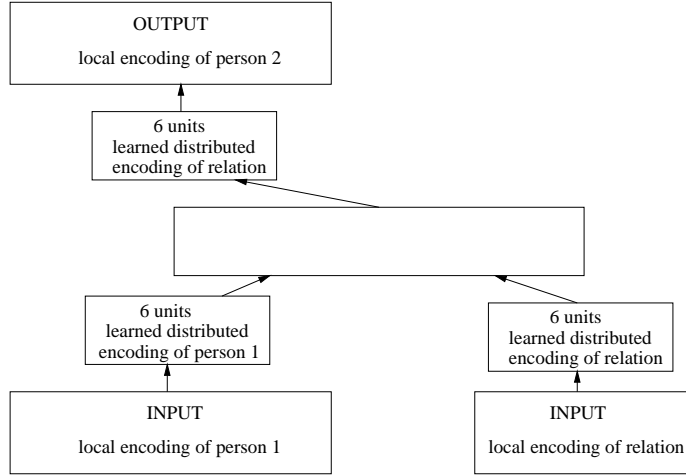 OUTPUT
local encoding of person 2
6 units
learned distributed
encoding of relation
6 units
learned distributed
encoding of person 1
6 units
learned distributed
encoding of relation
INPUT
local encoding of person 1
INPUT
local encoding of relation